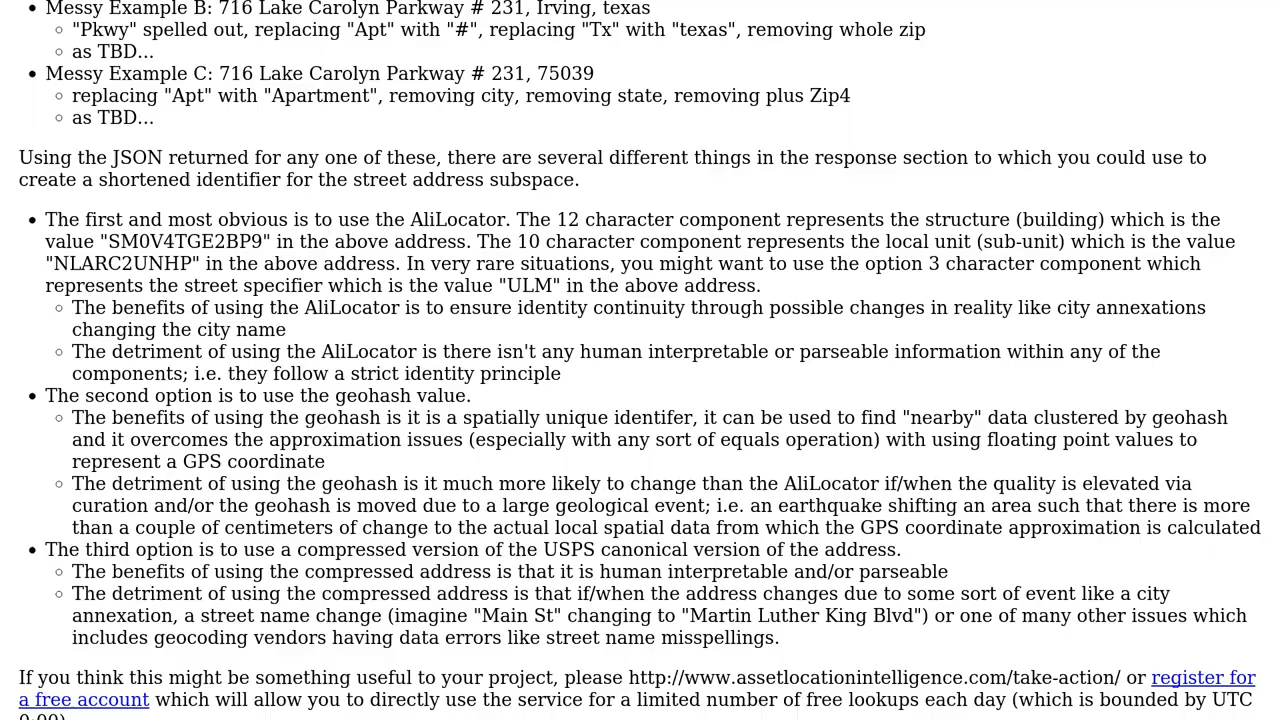 Messy Example B: 716 Lake Carolyn Parkway # 231, Irving, texas
"Pkwy" spelled out, replacing "Apt" with "#", replacing "Tx" with "texas", removing whole zip
as TBD...
Messy Example C: 716 Lake Carolyn Parkway # 231, 75039
replacing "Apt" with "Apartment", removing city, removing state, removing plus Zip4
as TBD...
Using the JSON returned for any one of these, there are several different things in the response section to which you could use to
create a shortened identifier for the street address subspace.
The first and most obvious is to use the AliLocator. The 12 character component represents the structure (building) which is the
value "SM0V4TGE2BP9" in the above address. The 10 character component represents the local unit (sub-unit) which is the value
"NLARC2UNHP" in the above address. In very rare situations, you might want to use the option 3 character component which
represents the street specifier which is the value "ULM" in the above address.
The benefits of using the AliLocator is to ensure identity continuity through possible changes in reality like city annexations
changing the city name
The detriment of using the AliLocator is there isn't any human interpretable or parseable information within any of the
components; i.e. they follow a strict identity principle
The second option is to use the geohash value.
The benefits of using the geohash is it is a spatially unique identifer, it can be used to find "nearby" data clustered by geohash
and it overcomes the approximation issues (especially with any sort of equals operation) with using floating point values to
represent a GPS coordinate
The detriment of using the geohash is it much more likely to change than the AliLocator if/when the quality is elevated via
curation and/or the geohash is moved due to a large geological event; i.e. an earthquake shifting an area such that there is more
than a couple of centimeters of change to the actual local spatial data from which the GPS coordinate approximation is calculated
The third option is to use a compressed version of the USPS canonical version of the address.
The benefits of using the compressed address is that it is human interpretable and/or parseable
The detriment of using the compressed address is that if/when the address changes due to some sort of event like a city
annexation, a street name change (imagine "Main St" changing to "Martin Luther King Blvd") or one of many other issues which
includes geocoding vendors having data errors like street name misspellings.
If you think this might be something useful to your project, please http://www.assetlocationintelligence.com/take-action/ or register for
a free account which will allow you to directly use the service for a limited number of free lookups each day (which is bounded by UTC
0:00)